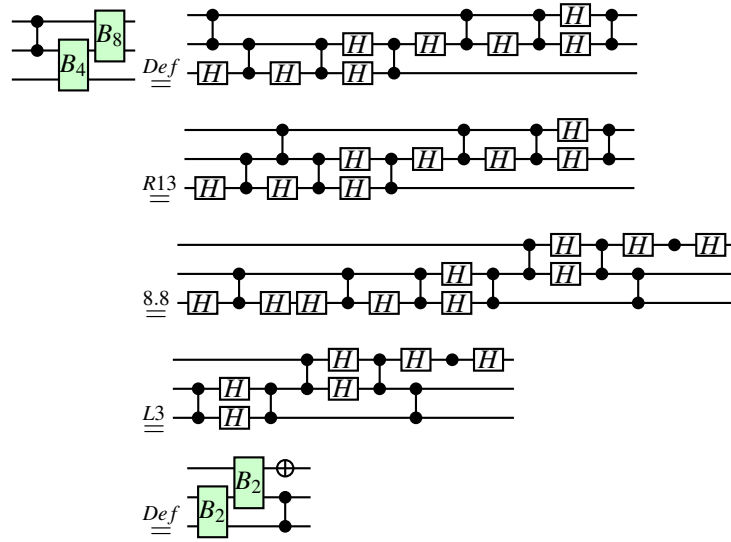 B₈ H
B₄ H H H H
Def = H H H
H
H H H H
R13 = H H H
H H H
H H
8.8 = H H H H H
H H H
H H
L3 = H
B₂
B₂
Def =